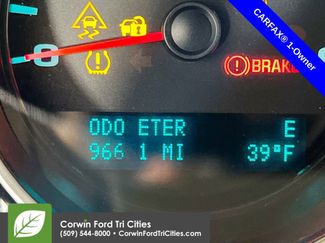 CARFAX® 1-Owner
BRAKE
ODO ETER E
966 1 MI 39°F
Corwin Ford Tri Cities
(509) 544-8000 • CorwinFordTriCities.com